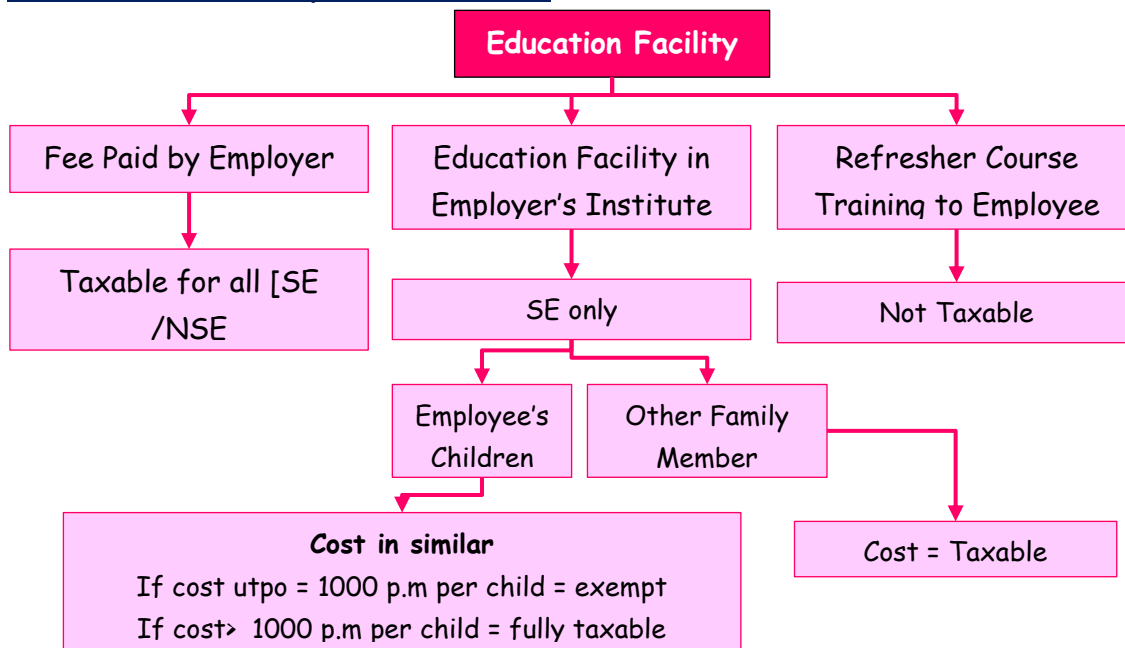 Education Facility
Fee Paid by Employer
Education Facility in
Employer's Institute
Refresher Course
Training to Employee
Taxable for all [SE
/NSE
SE only
Not Taxable
Employee's
Children
Other Family
Member
Cost in similar
If cost utpo = 1000 p.m per child = exempt
If cost> 1000 p.m per child = fully taxable
Cost = Taxable